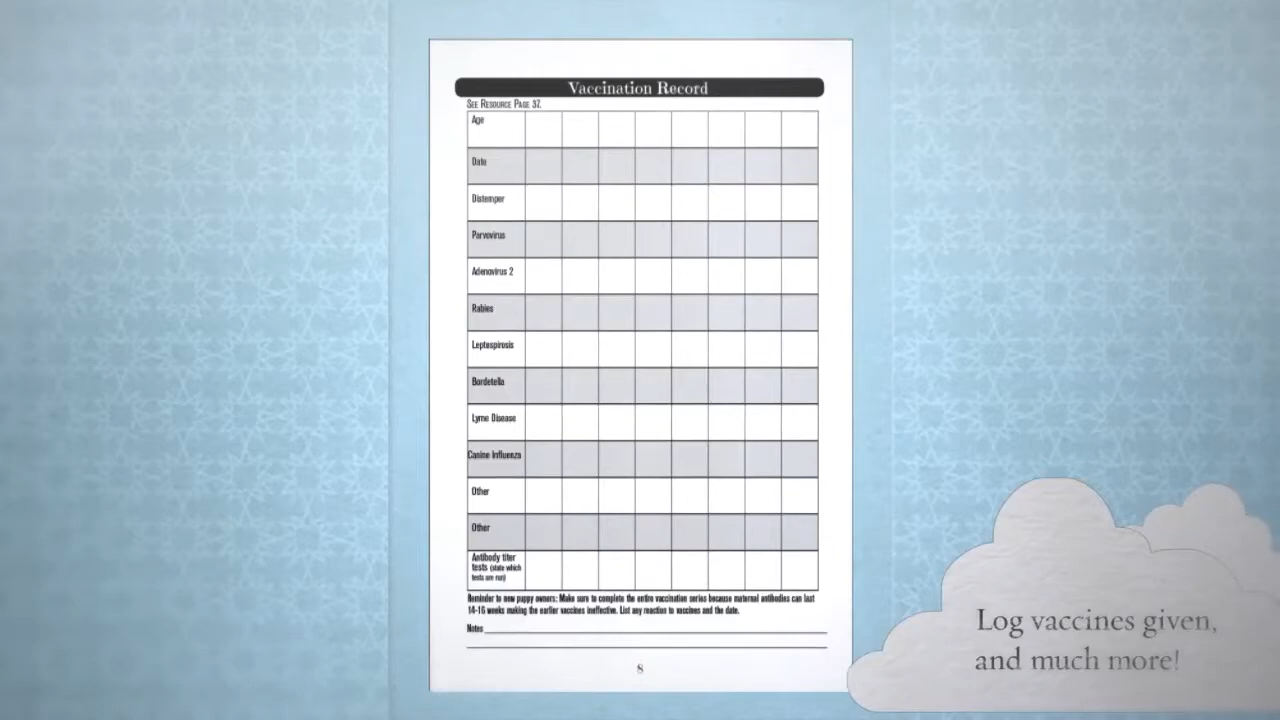 Vaccination Record
See Resource Page 37.
Age
Date
Distemper
Parvovirus
Adenovirus 2
Rabies
Leptospirosis
Bordetella
Lyme Disease
Canine Influenza
Other
Other
Antibody titer
tests (state which
tests are run)
Reminder to new puppy owners: Make sure to complete the entire vaccination series because maternal antibodies can last
14-16 weeks making the earlier vaccines ineffective. List any reaction to vaccines and the date.
Notes
8
Log vaccines given,
and much more!